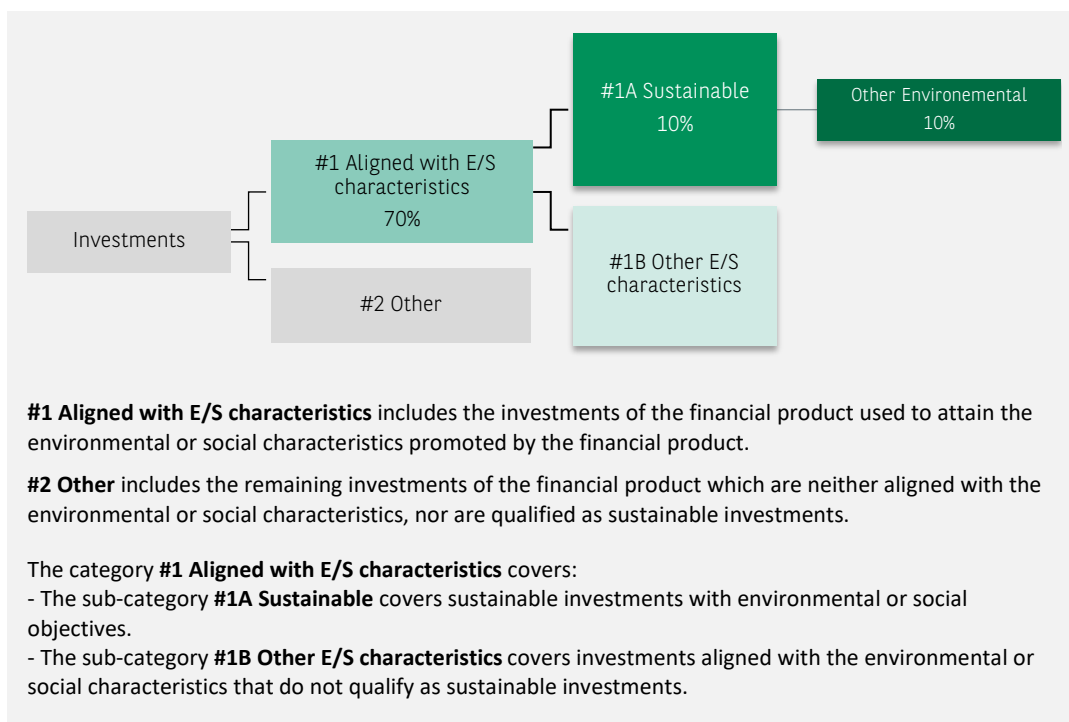 #1A Sustainable
10%
Other Environemental
10%
#1 Aligned with E/S
characteristics
70%
Investments
#1B Other E/S
characteristics
#2 Other
#1 Aligned with E/S characteristics includes the investments of the financial product used to attain the
environmental or social characteristics promoted by the financial product.
#2 Other includes the remaining investments of the financial product which are neither aligned with the
environmental or social characteristics, nor are qualified as sustainable investments.
The category #1 Aligned with E/S characteristics covers:
- The sub-category #1A Sustainable covers sustainable investments with environmental or social
objectives.
- The sub-category #1B Other E/S characteristics covers investments aligned with the environmental or
social characteristics that do not qualify as sustainable investments.